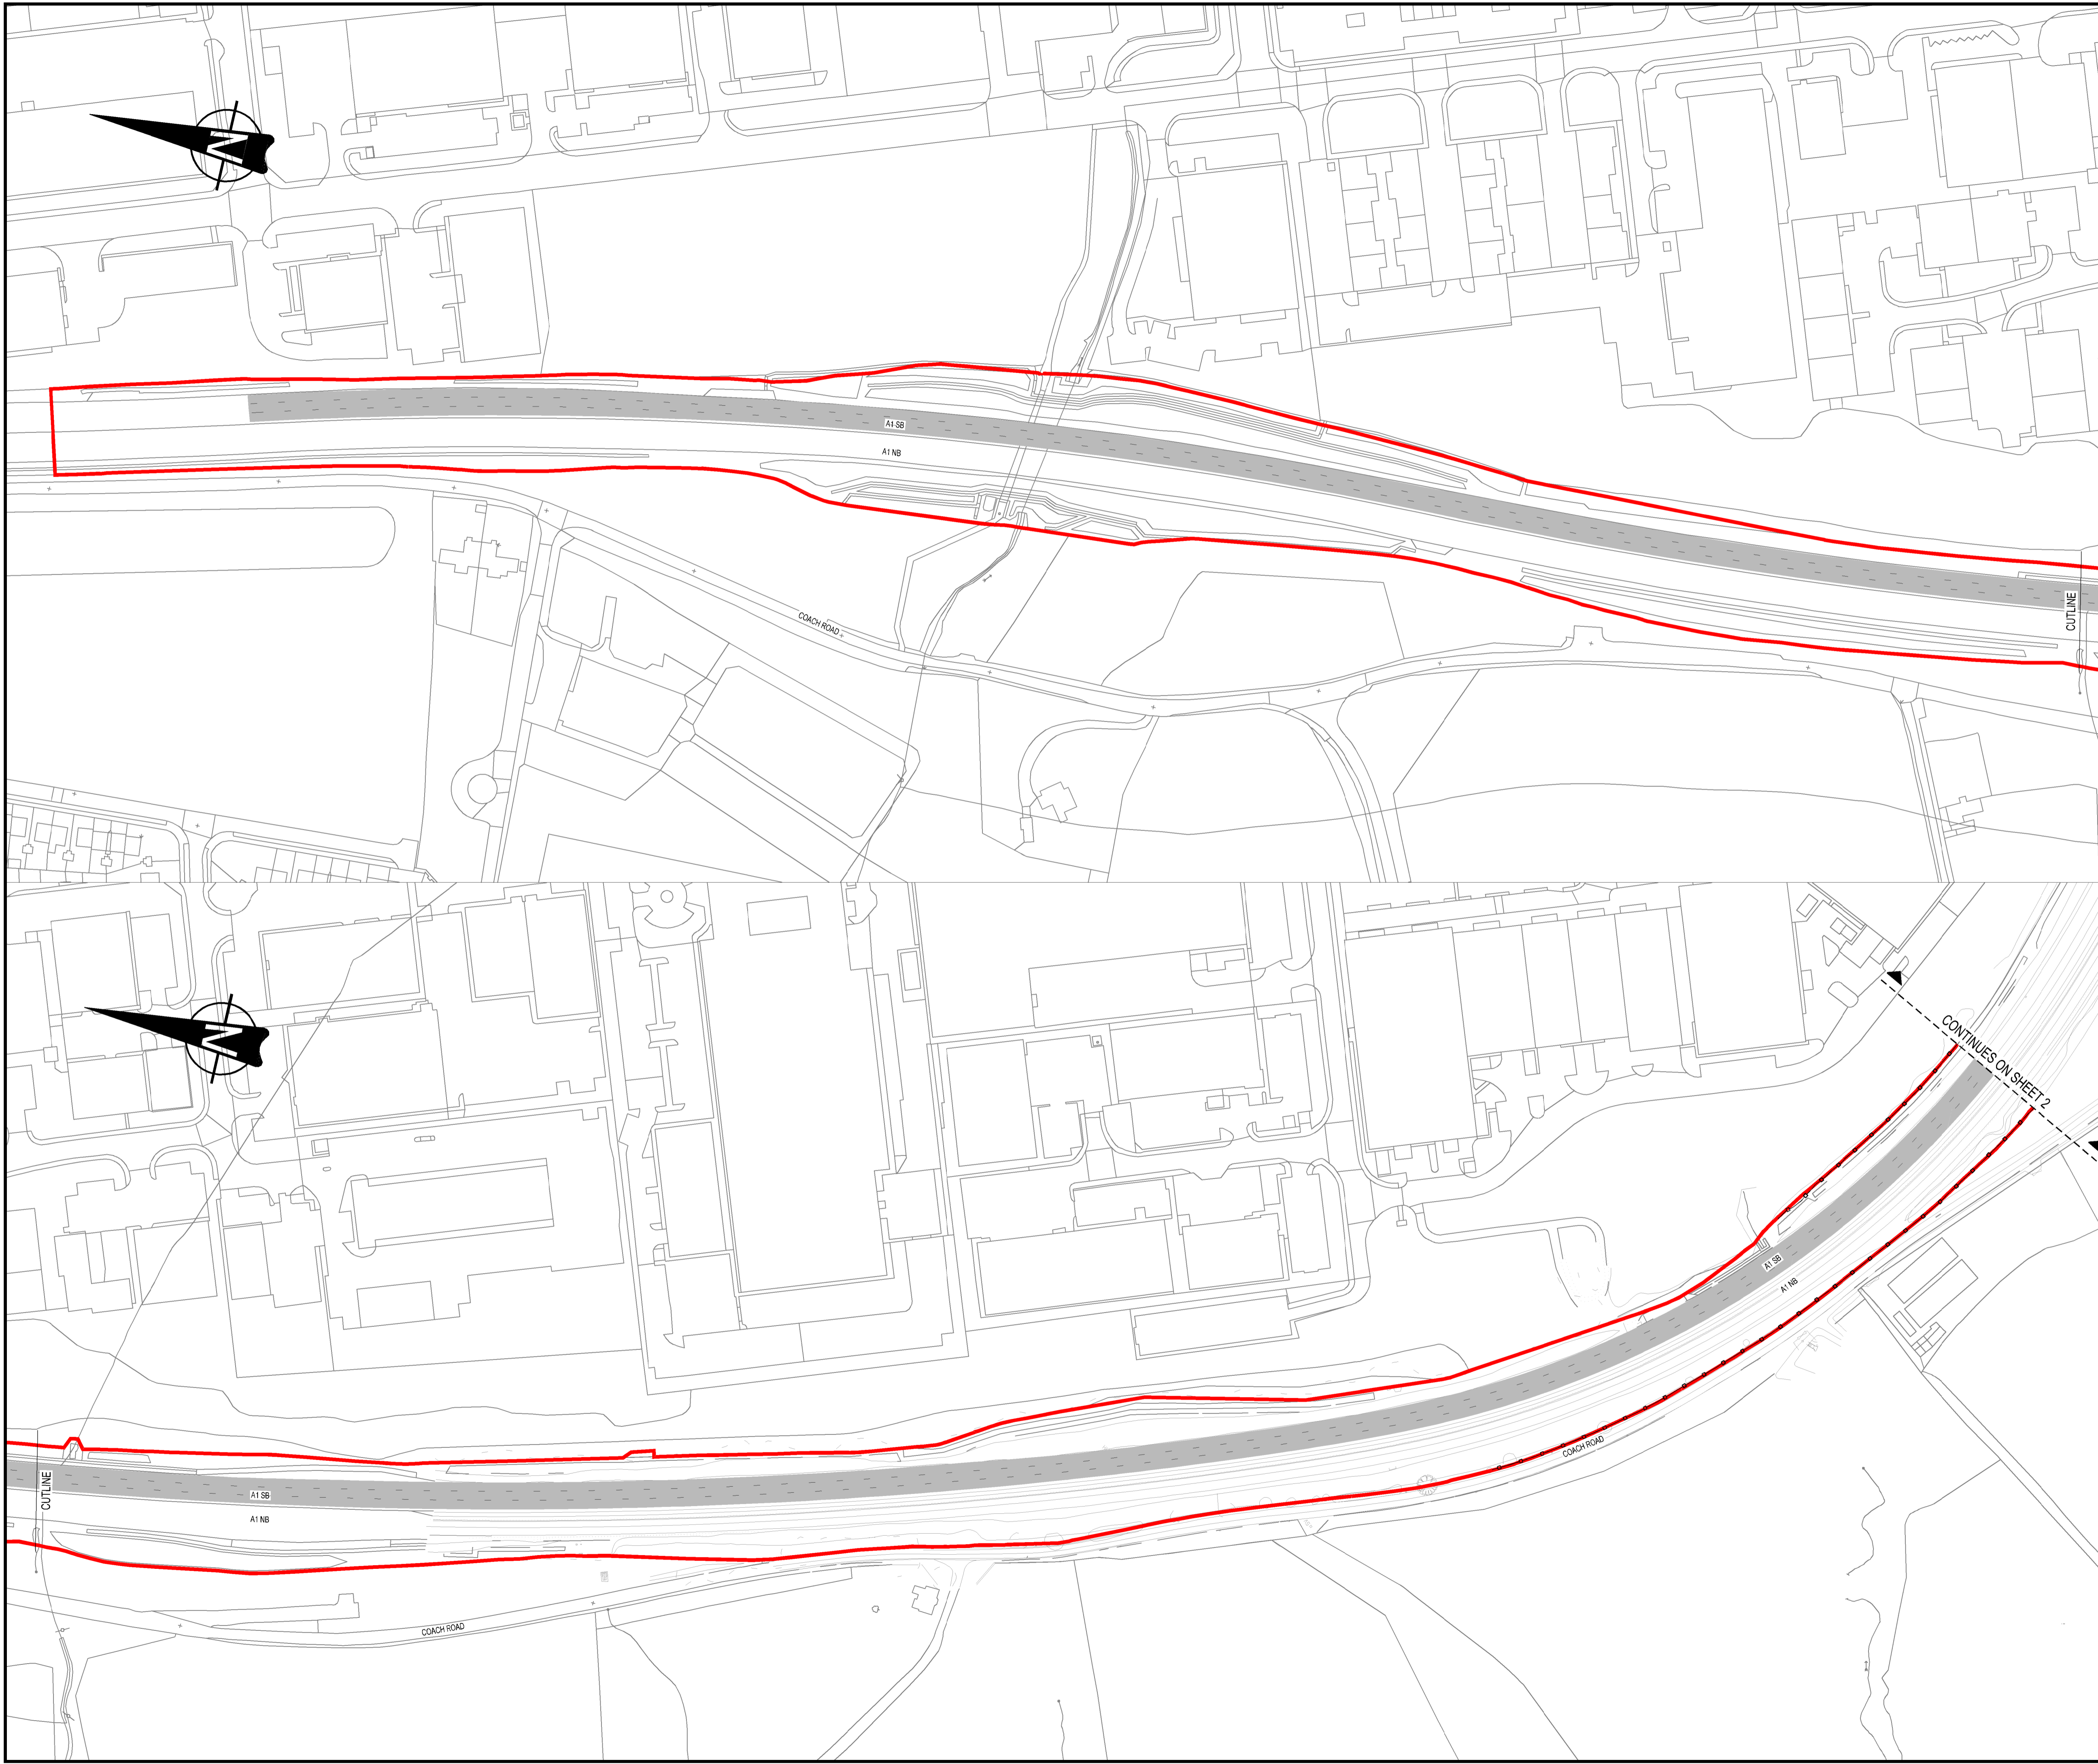 N
A1 SB
A1 NB
COACH ROAD
CUTLINE
N
CONTINUES ON SHEET 2
A1 SB
A1 NB
COACH ROAD
CUTLINE
A1 SB
A1 NB
COACH ROAD